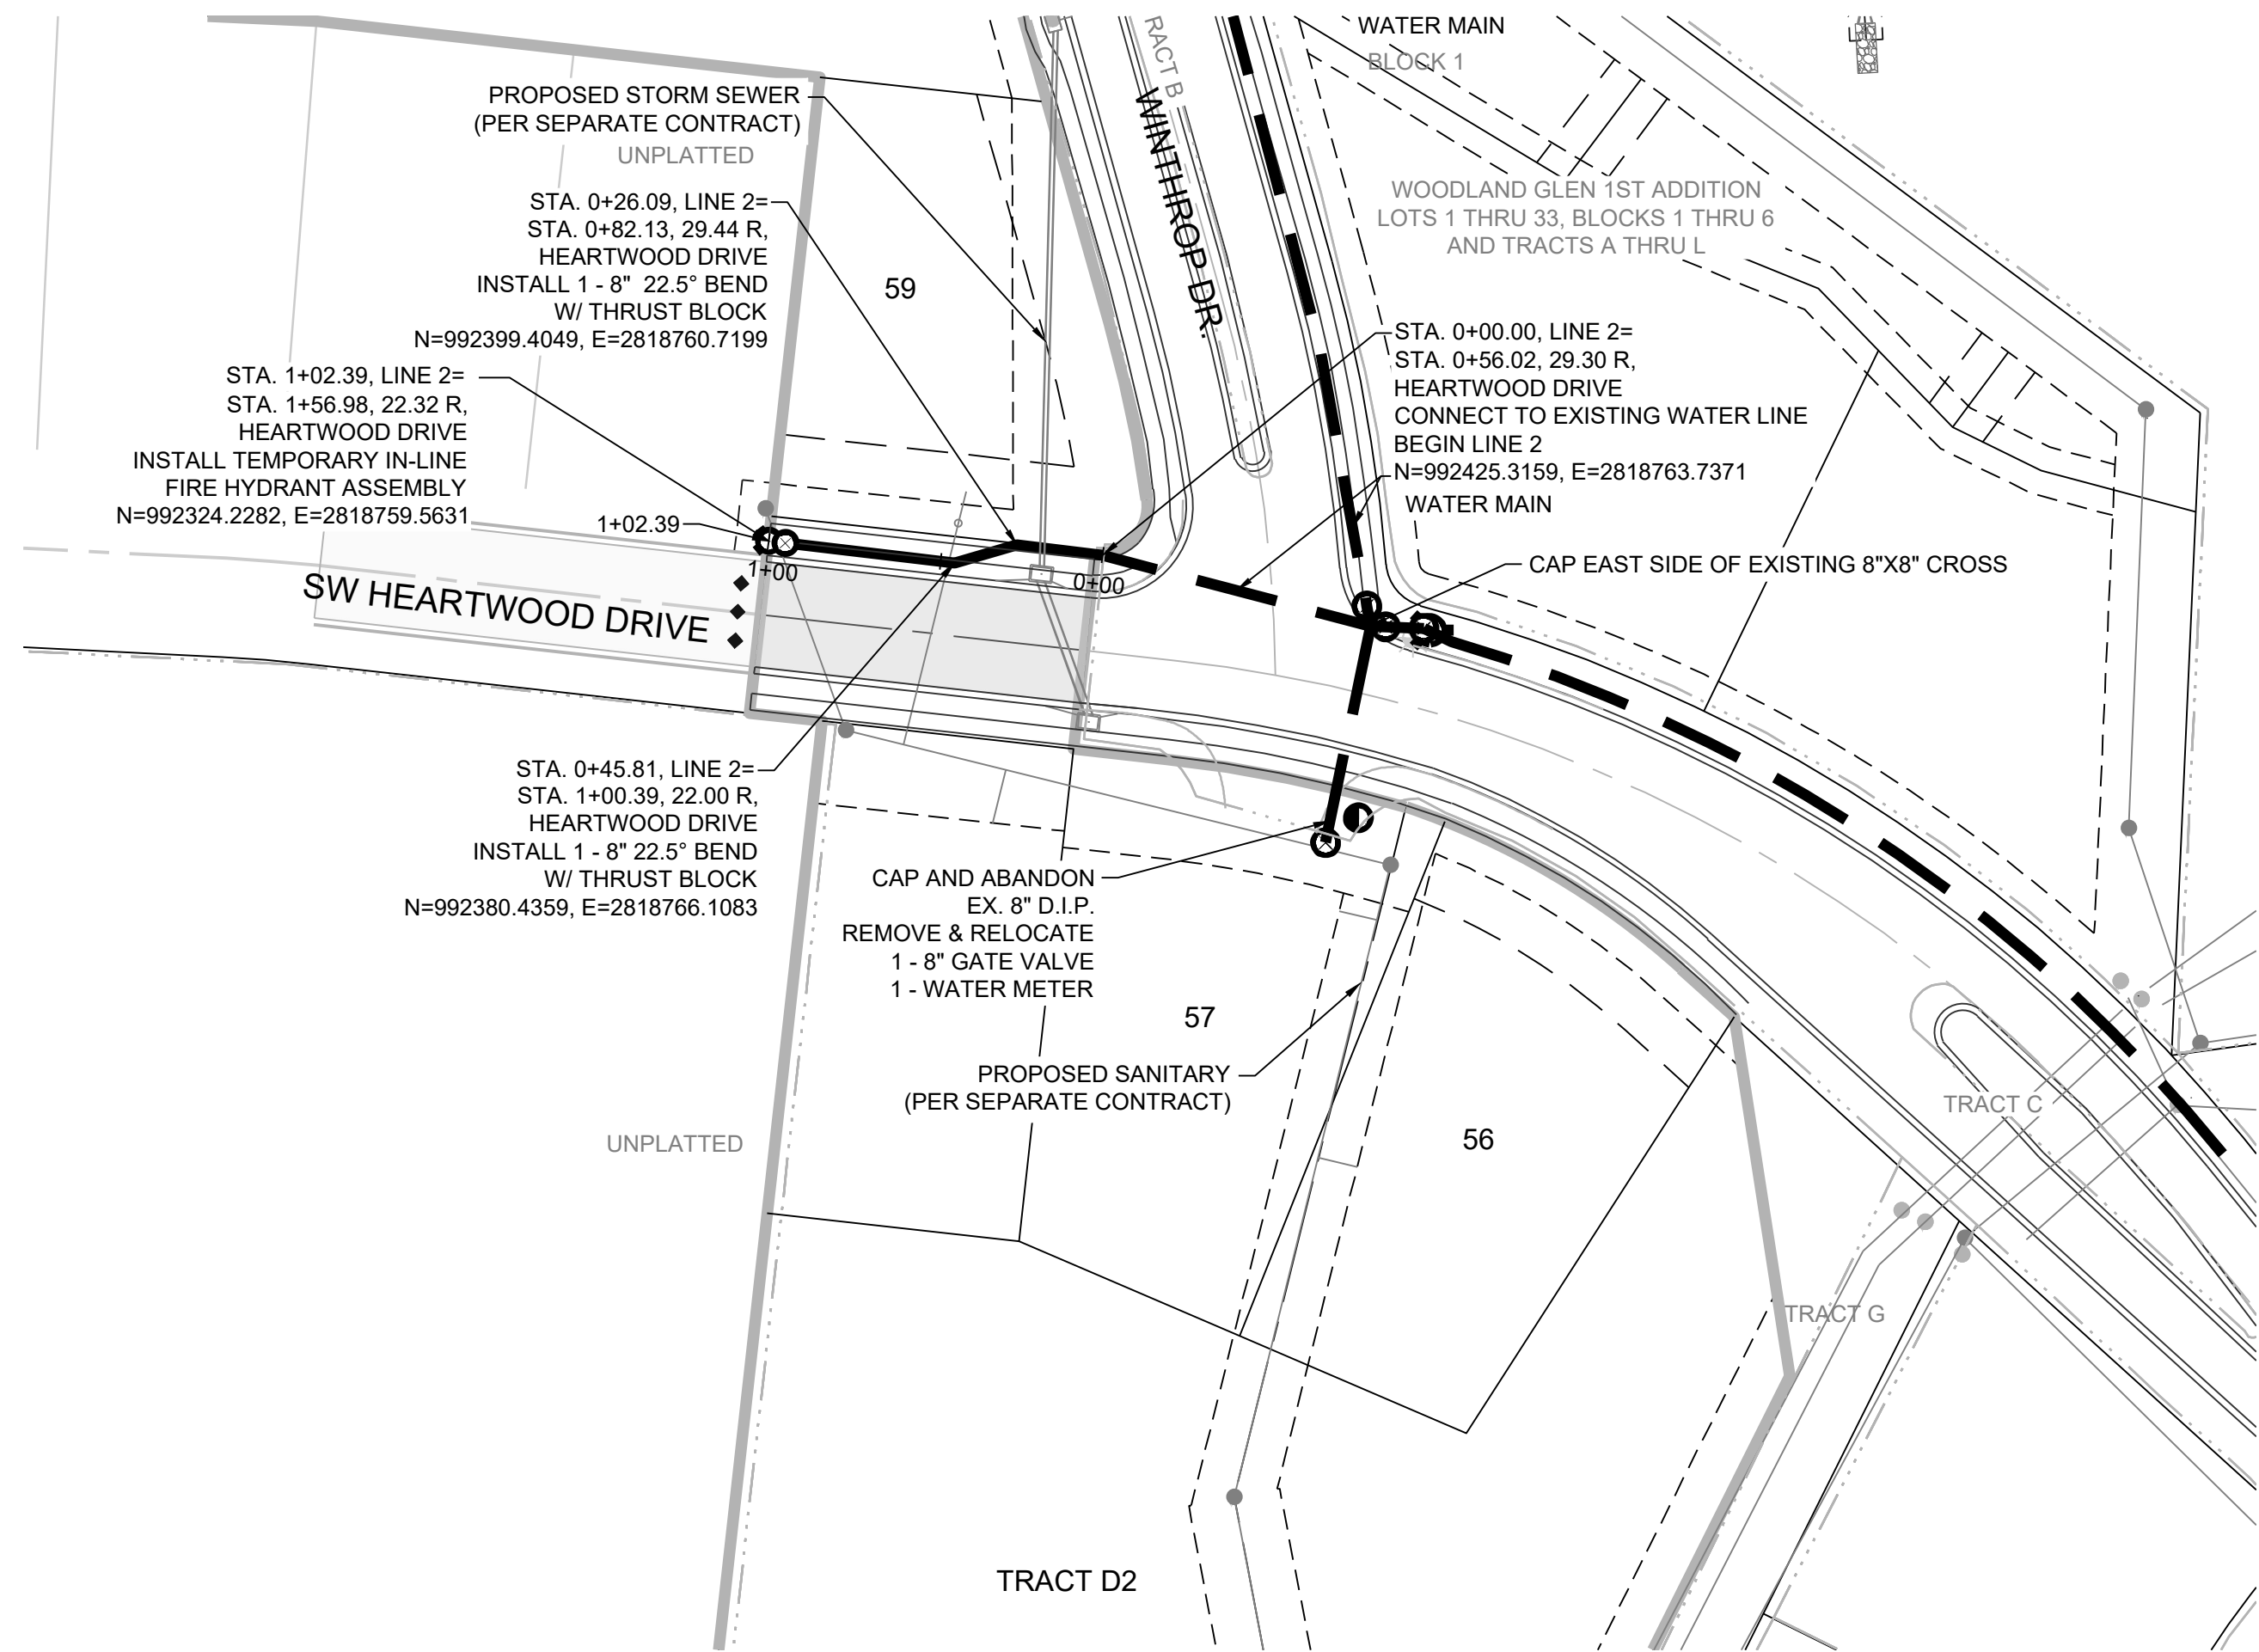 WATER MAIN
BLOCK 1
RACT B
WINTHROP DR.
PROPOSED STORM SEWER
(PER SEPARATE CONTRACT)
UNPLATTED
STA. 0+26.09, LINE 2=
STA. 0+82.13, 29.44 R,
HEARTWOOD DRIVE
INSTALL 1 - 8" 22.5° BEND
W/ THRUST BLOCK
N=992399.4049, E=2818760.7199
59
WOODLAND GLEN 1ST ADDITION
LOTS 1 THRU 33, BLOCKS 1 THRU 6
AND TRACTS A THRU L
STA. 0+00.00, LINE 2=
STA. 0+56.02, 29.30 R,
HEARTWOOD DRIVE
CONNECT TO EXISTING WATER LINE
BEGIN LINE 2
N=992425.3159, E=2818763.7371
WATER MAIN
STA. 1+02.39, LINE 2=
STA. 1+56.98, 22.32 R,
HEARTWOOD DRIVE
INSTALL TEMPORARY IN-LINE
FIRE HYDRANT ASSEMBLY
N=992324.2282, E=2818759.5631
1+02.39
1+00
0+00
CAP EAST SIDE OF EXISTING 8"X8" CROSS
SW HEARTWOOD DRIVE
STA. 0+45.81, LINE 2=
STA. 1+00.39, 22.00 R,
HEARTWOOD DRIVE
INSTALL 1 - 8" 22.5° BEND
W/ THRUST BLOCK
N=992380.4359, E=2818766.1083
CAP AND ABANDON
EX. 8" D.I.P.
REMOVE & RELOCATE
1 - 8" GATE VALVE
1 - WATER METER
57
PROPOSED SANITARY
(PER SEPARATE CONTRACT)
UNPLATTED
56
TRACT C
TRACT G
TRACT D2